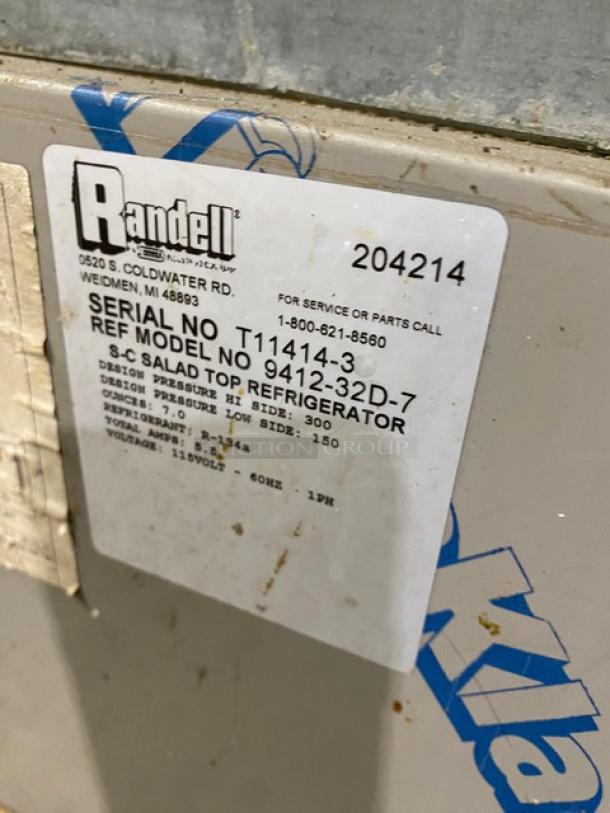 Randell
204214
0520 S. COLDWATER RD.
WEIDMEN, MI 48893
FOR SERVICE OR PARTS CALL
1-800-621-8560
SERIAL NO T11414-3
REF MODEL NO 9412-32D-7
S-C SALAD TOP REFRIGERATOR
DESIGN PRESSURE HI SIDE: 300
DESIGN PRESSURE LOW SIDE: 150
OUNCES: 7.0
REFRIGERANT: R-134a
TOTAL AMPS: 5.5
VOLTAGE: 115VOLT - 60HZ - 1PH
AUCTION GROUP